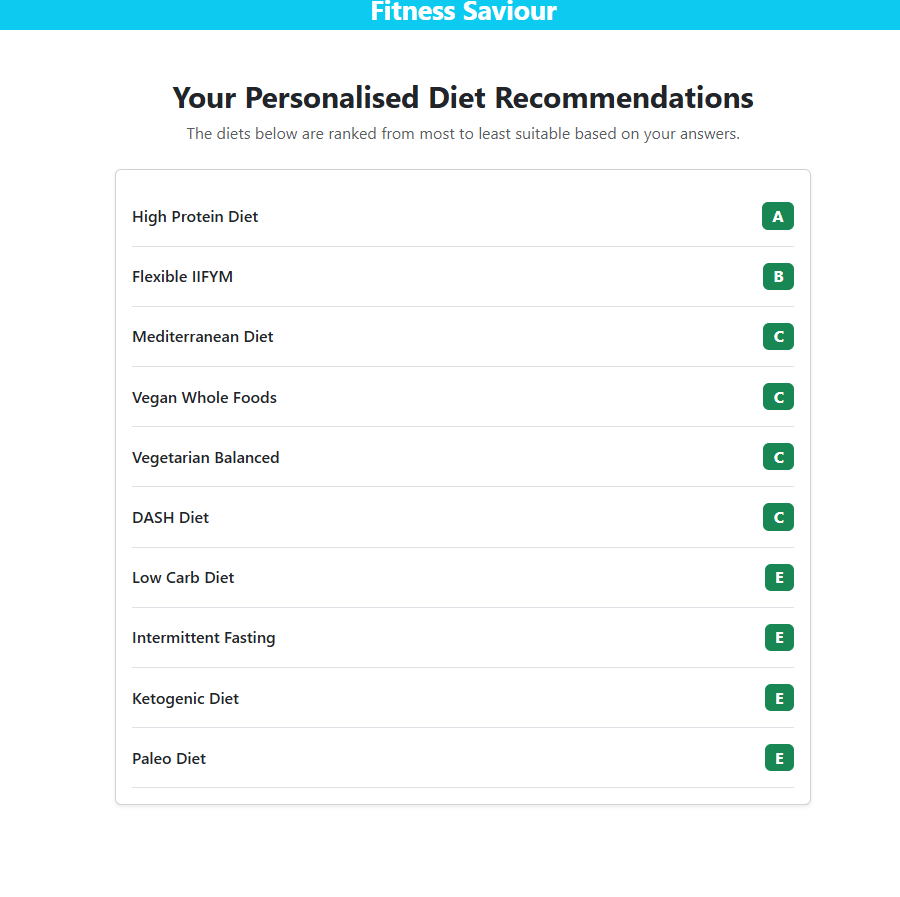 Fitness Saviour
Your Personalised Diet Recommendations
The diets below are ranked from most to least suitable based on your answers.
High Protein Diet A
Flexible IIFYM B
Mediterranean Diet C
Vegan Whole Foods C
Vegetarian Balanced C
DASH Diet C
Low Carb Diet E
Intermittent Fasting E
Ketogenic Diet E
Paleo Diet E